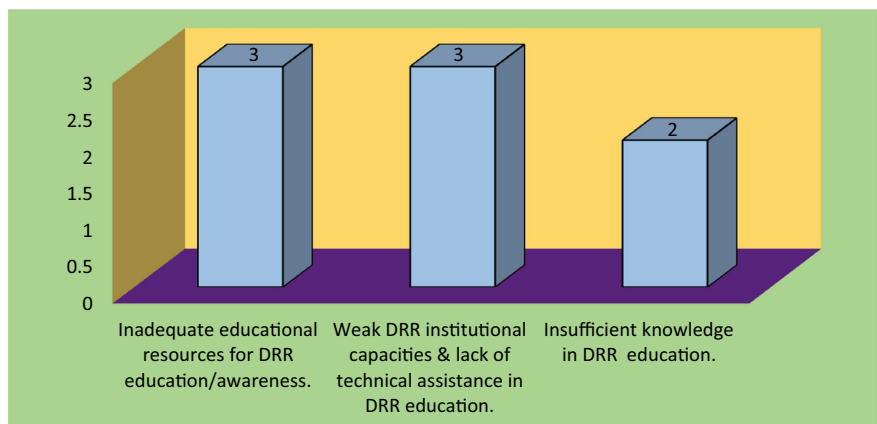 3
3
2
3
2.5
2
1.5
1
0.5
0
Inadequate educational
resources for DRR
education/awareness.
Weak DRR institutional
capacities & lack of
technical assistance in
DRR education.
Insufficient knowledge
in DRR education.